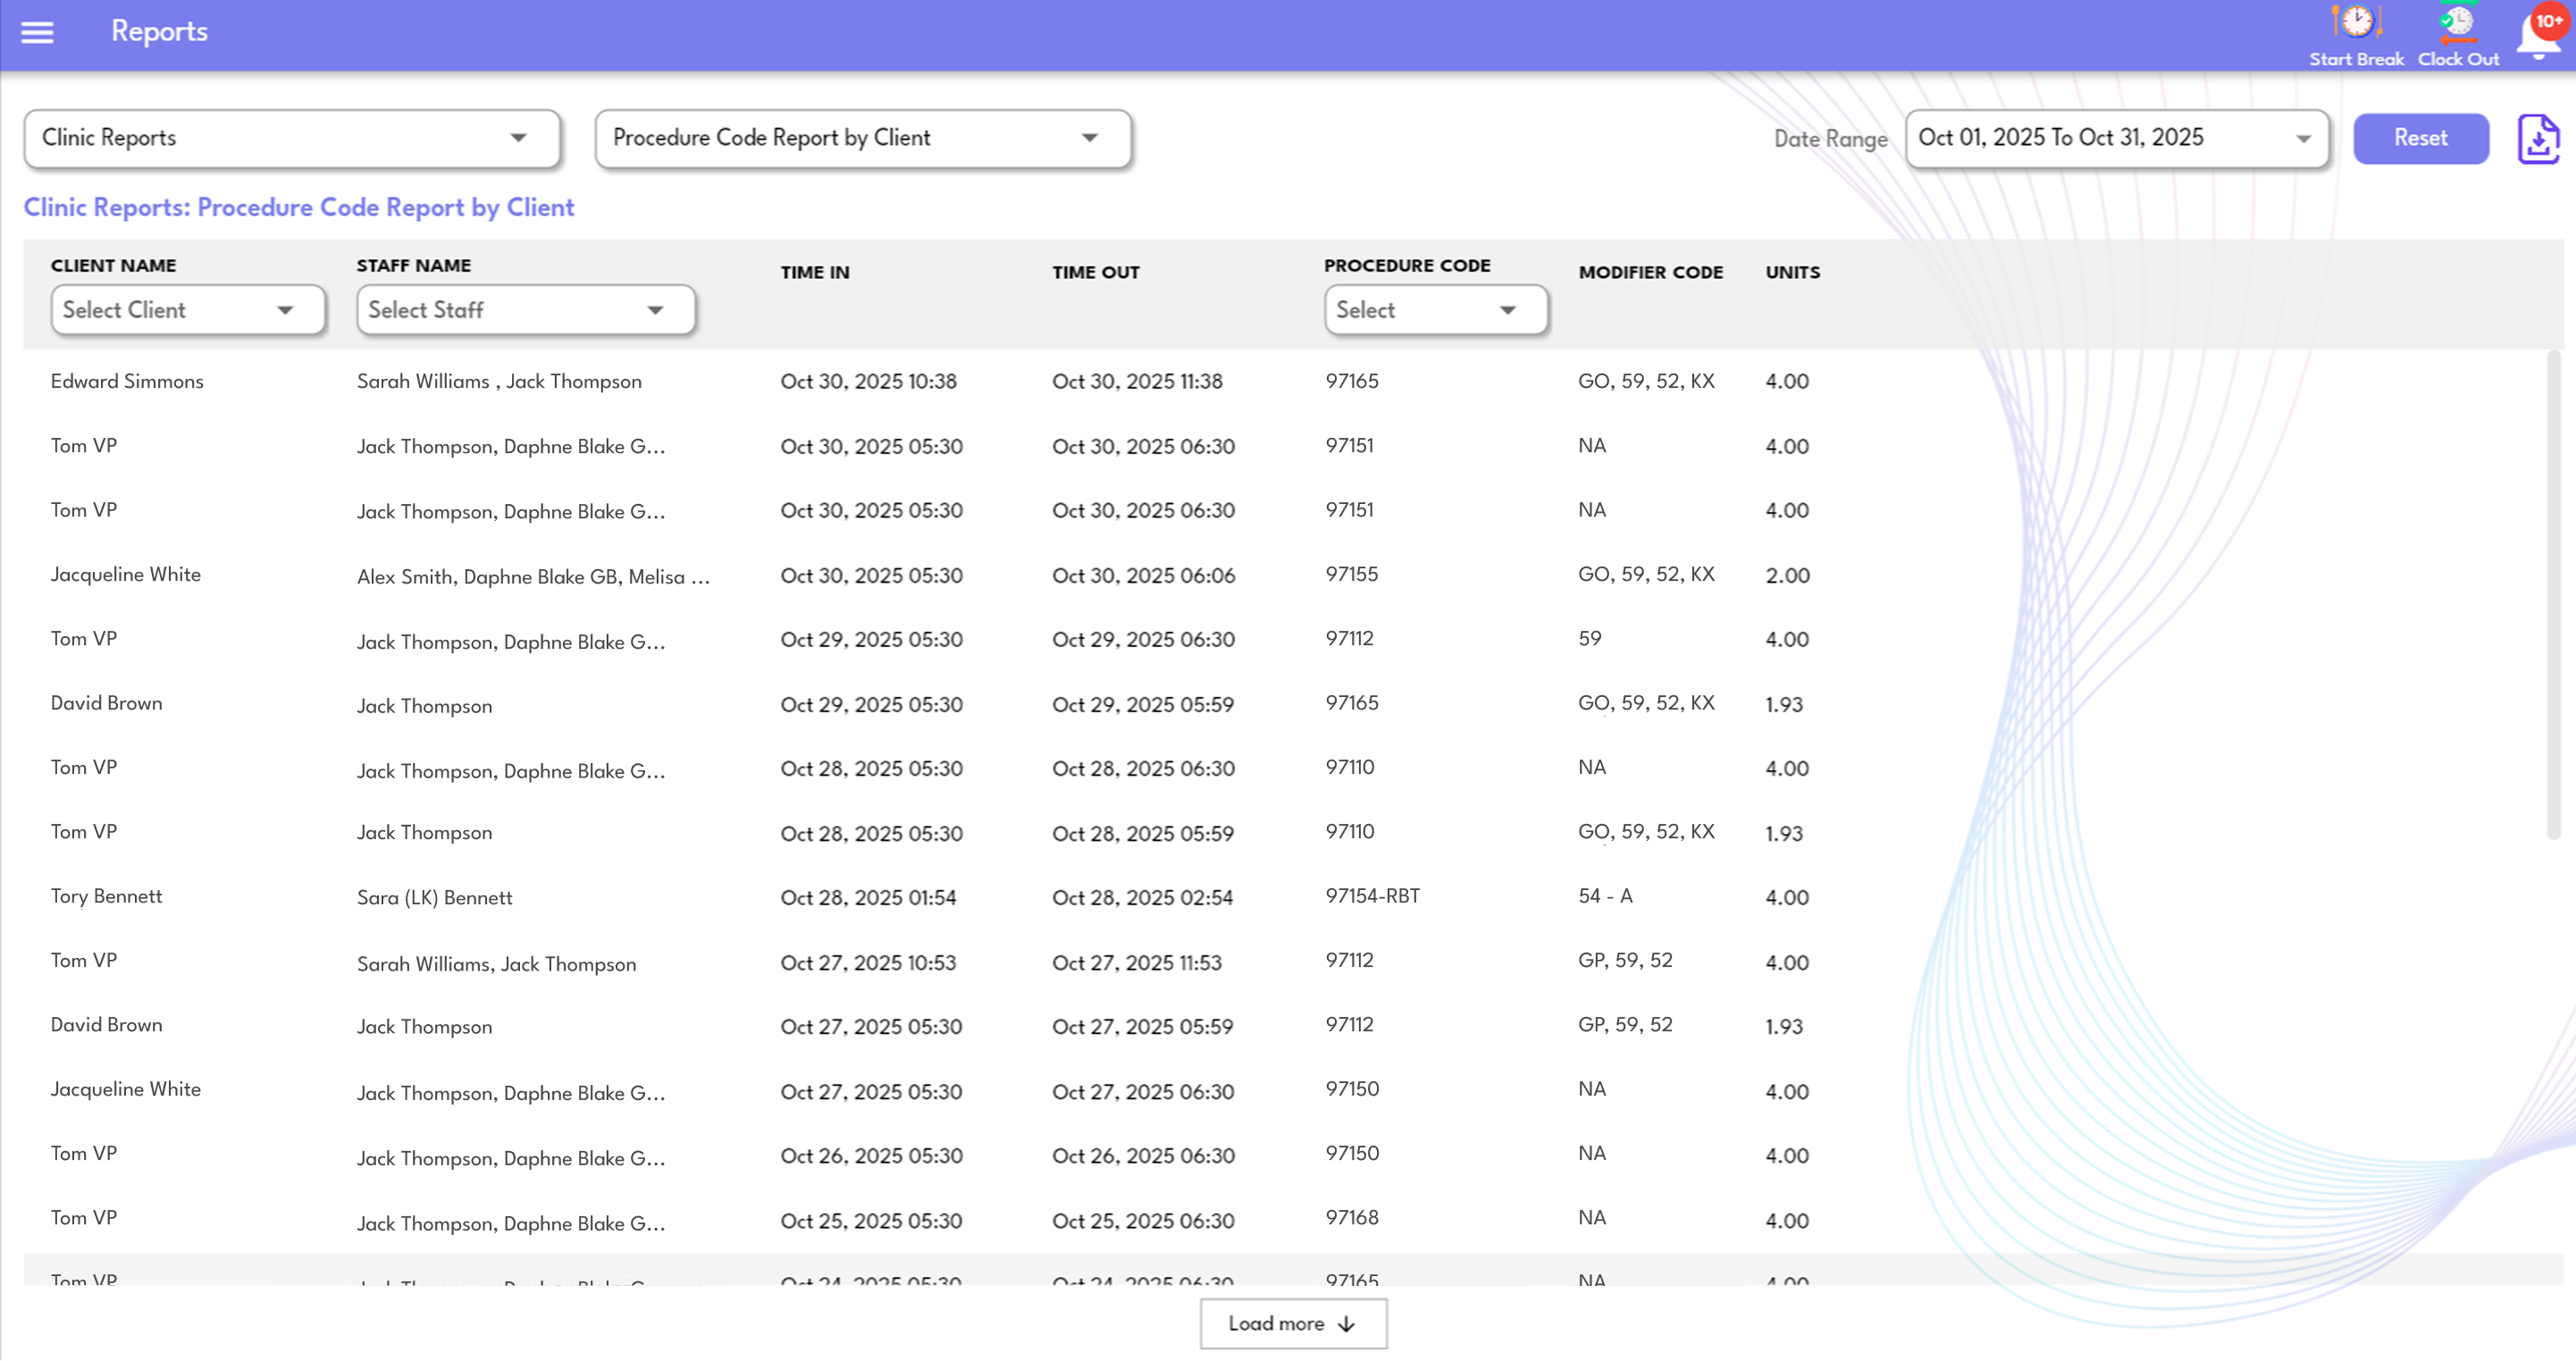 Reports
Start Break Clock Out 10+
Clinic Reports Procedure Code Report by Client Date Range Oct 01, 2025 To Oct 31, 2025 Reset
Clinic Reports: Procedure Code Report by Client
CLIENT NAME STAFF NAME TIME IN TIME OUT PROCEDURE CODE MODIFIER CODE UNITS
Select Client Select Staff Select
Edward Simmons Sarah Williams , Jack Thompson Oct 30, 2025 10:38 Oct 30, 2025 11:38 97165 GO, 59, 52, KX 4.00
Tom VP Jack Thompson, Daphne Blake G... Oct 30, 2025 05:30 Oct 30, 2025 06:30 97151 NA 4.00
Tom VP Jack Thompson, Daphne Blake G... Oct 30, 2025 05:30 Oct 30, 2025 06:30 97151 NA 4.00
Jacqueline White Alex Smith, Daphne Blake GB, Melisa ... Oct 30, 2025 05:30 Oct 30, 2025 06:06 97155 GO, 59, 52, KX 2.00
Tom VP Jack Thompson, Daphne Blake G... Oct 29, 2025 05:30 Oct 29, 2025 06:30 97112 59 4.00
David Brown Jack Thompson Oct 29, 2025 05:30 Oct 29, 2025 05:59 97165 GO, 59, 52, KX 1.93
Tom VP Jack Thompson, Daphne Blake G... Oct 28, 2025 05:30 Oct 28, 2025 06:30 97110 NA 4.00
Tom VP Jack Thompson Oct 28, 2025 05:30 Oct 28, 2025 05:59 97110 GO, 59, 52, KX 1.93
Tory Bennett Sara (LK) Bennett Oct 28, 2025 01:54 Oct 28, 2025 02:54 97154-RBT 54 - A 4.00
Tom VP Sarah Williams, Jack Thompson Oct 27, 2025 10:53 Oct 27, 2025 11:53 97112 GP, 59, 52 4.00
David Brown Jack Thompson Oct 27, 2025 05:30 Oct 27, 2025 05:59 97112 GP, 59, 52 1.93
Jacqueline White Jack Thompson, Daphne Blake G... Oct 27, 2025 05:30 Oct 27, 2025 06:30 97150 NA 4.00
Tom VP Jack Thompson, Daphne Blake G... Oct 26, 2025 05:30 Oct 26, 2025 06:30 97150 NA 4.00
Tom VP Jack Thompson, Daphne Blake G... Oct 25, 2025 05:30 Oct 25, 2025 06:30 97168 NA 4.00
Tom VP Oct 24, 2025 05:30 Oct 24, 2025 06:30 97165 NA 4.00
Load more ↓